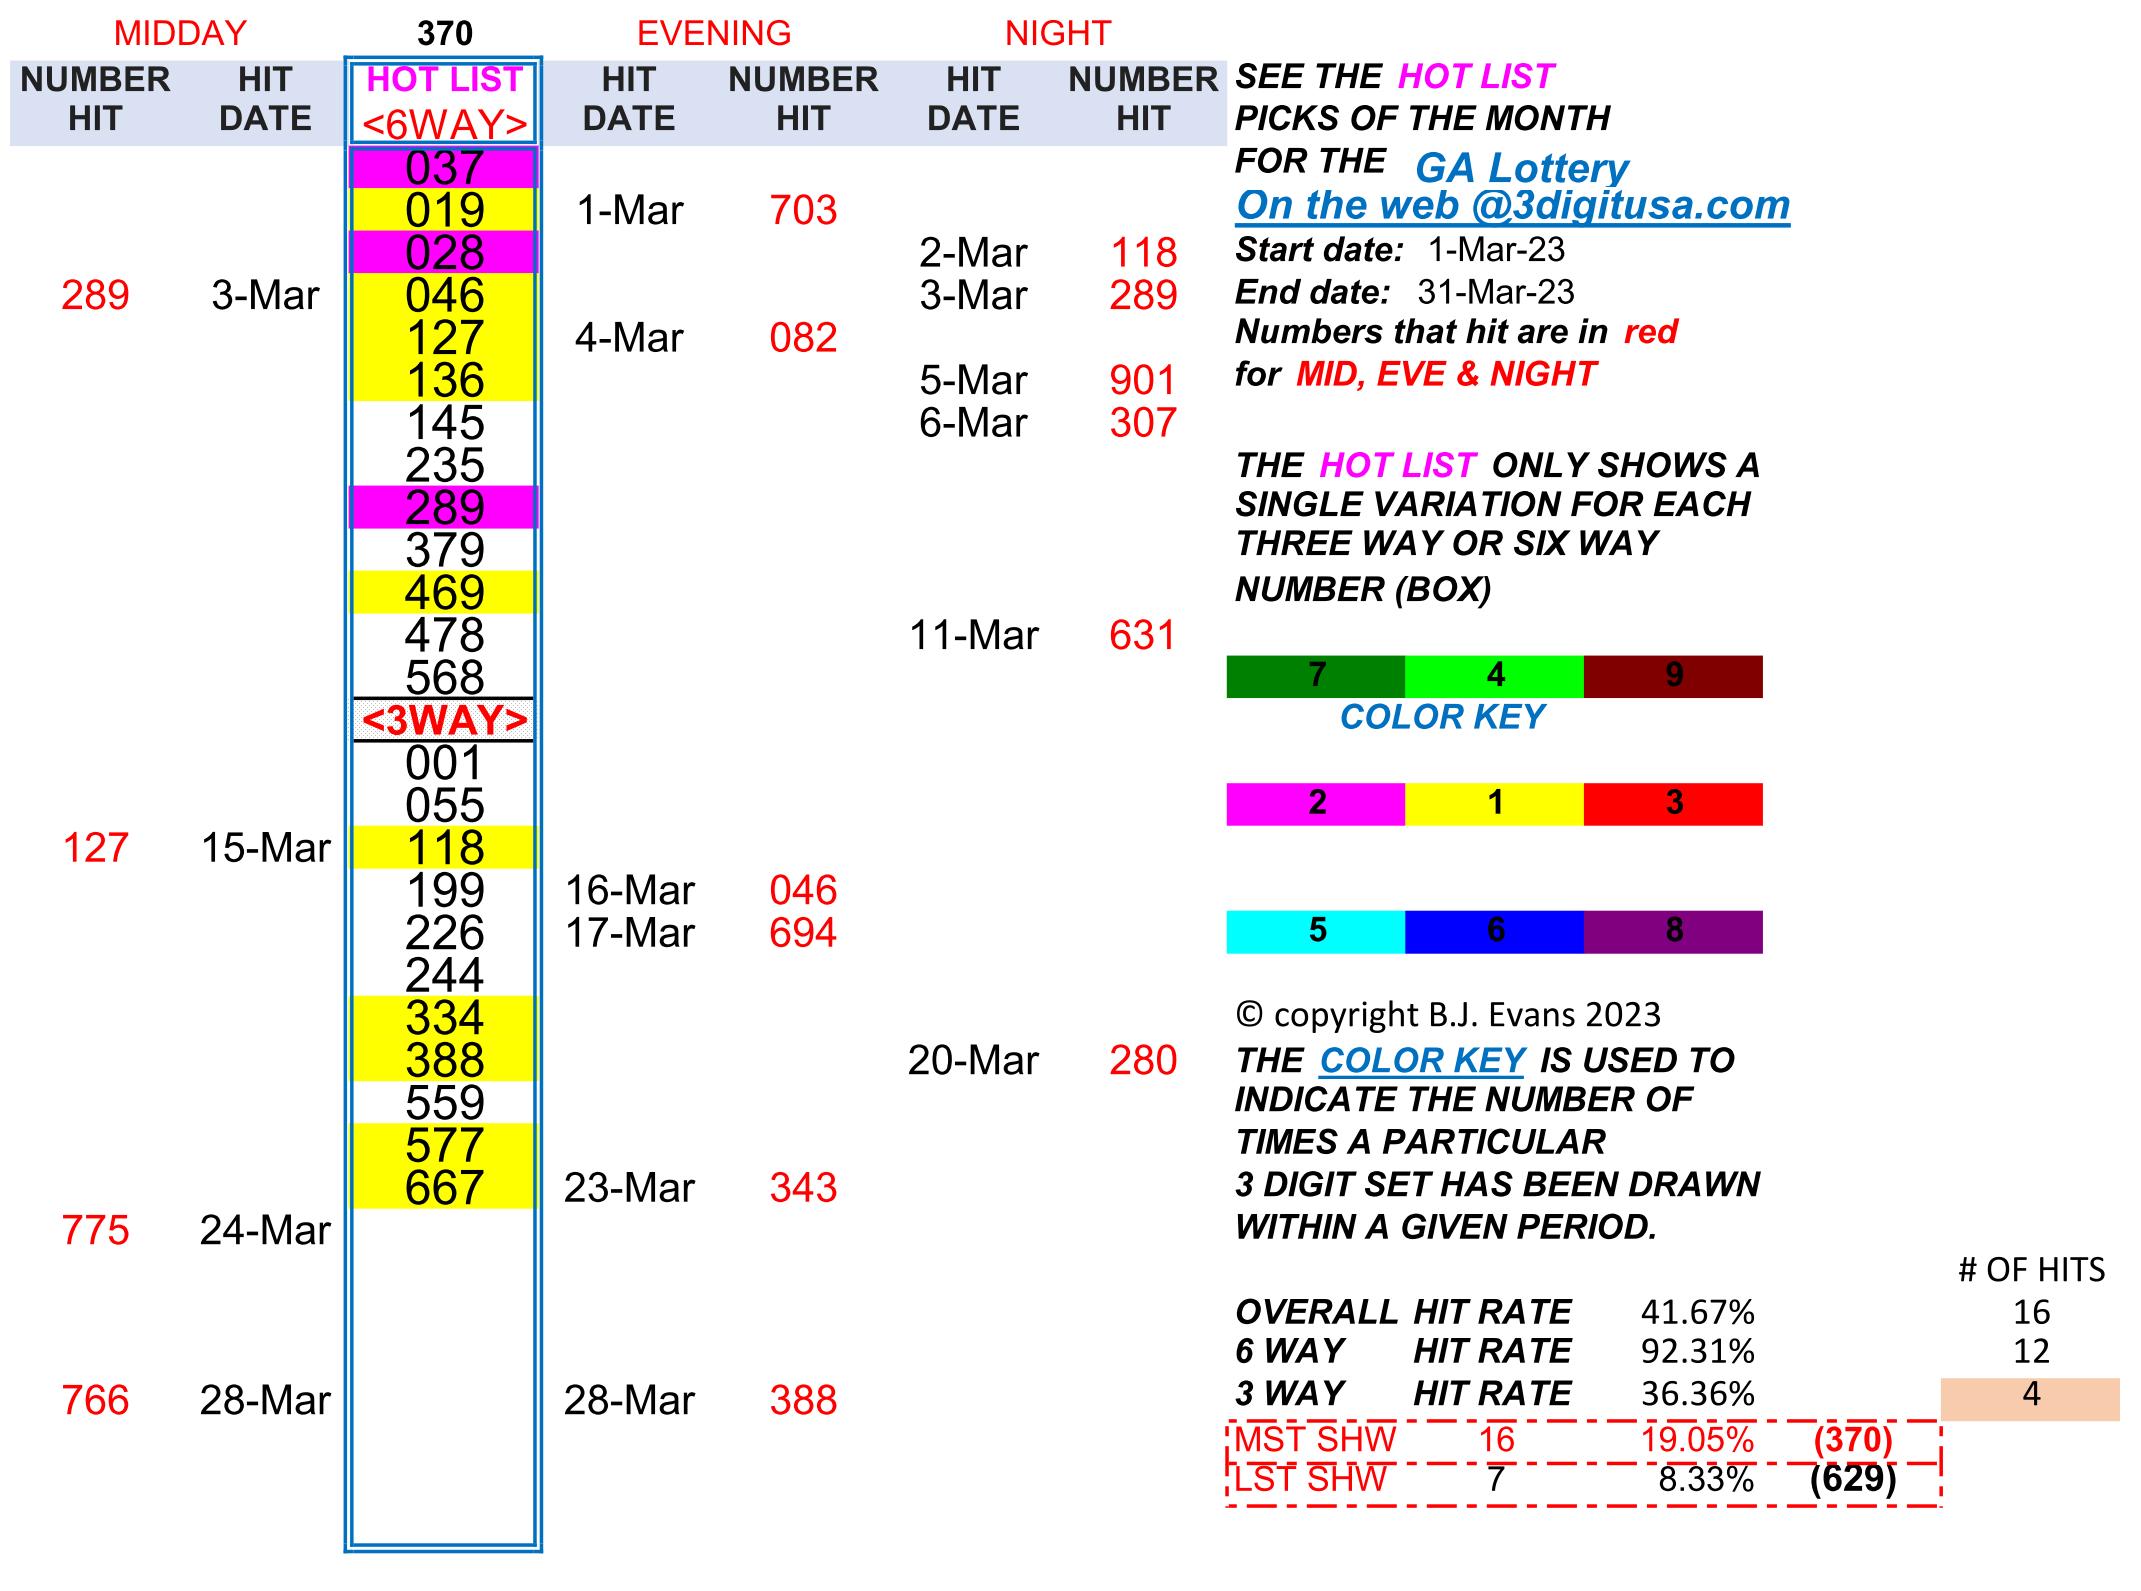 MIDDAY 370 EVENING NIGHT
NUMBER HIT HOT LIST HIT NUMBER HIT NUMBER SEE THE HOT LIST
HIT DATE <6WAY> DATE HIT DATE HIT PICKS OF THE MONTH
037 FOR THE GA Lottery
019 1-Mar 703 On the web @3digitusa.com
028 2-Mar 118 Start date: 1-Mar-23
289 3-Mar 046 3-Mar 289 End date: 31-Mar-23
127 4-Mar 082 Numbers that hit are in red
136 5-Mar 901 for MID, EVE & NIGHT
145 6-Mar 307
235 THE HOT LIST ONLY SHOWS A
289 SINGLE VARIATION FOR EACH
379 THREE WAY OR SIX WAY
469 NUMBER (BOX)
478 11-Mar 631
568 7 4 9
<3WAY> COLOR KEY
001
055 2 1 3
127 15-Mar 118
199 16-Mar 046
226 17-Mar 694 5 6 8
244
334 © copyright B.J. Evans 2023
388 20-Mar 280 THE COLOR KEY IS USED TO
559 INDICATE THE NUMBER OF
577 TIMES A PARTICULAR
667 23-Mar 343 3 DIGIT SET HAS BEEN DRAWN
775 24-Mar WITHIN A GIVEN PERIOD.
# OF HITS
OVERALL HIT RATE 41.67% 16
6 WAY HIT RATE 92.31% 12
766 28-Mar 28-Mar 388 3 WAY HIT RATE 36.36% 4
MST SHW 16 19.05% (370)
LST SHW 7 8.33% (629)